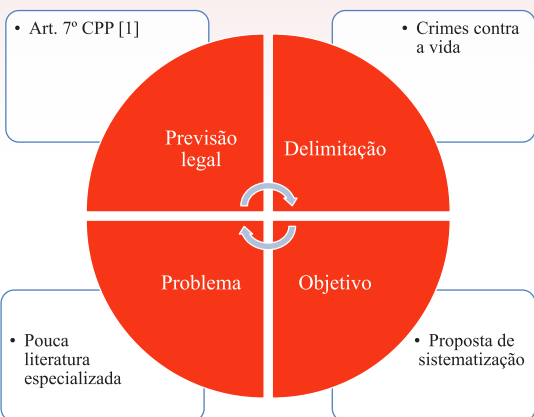 • Art. 7º CPP [1]
• Crimes contra
a vida
Previsão
legal
Delimitação
Problema
Objetivo
• Pouca
literatura
especializada
• Proposta de
sistematização